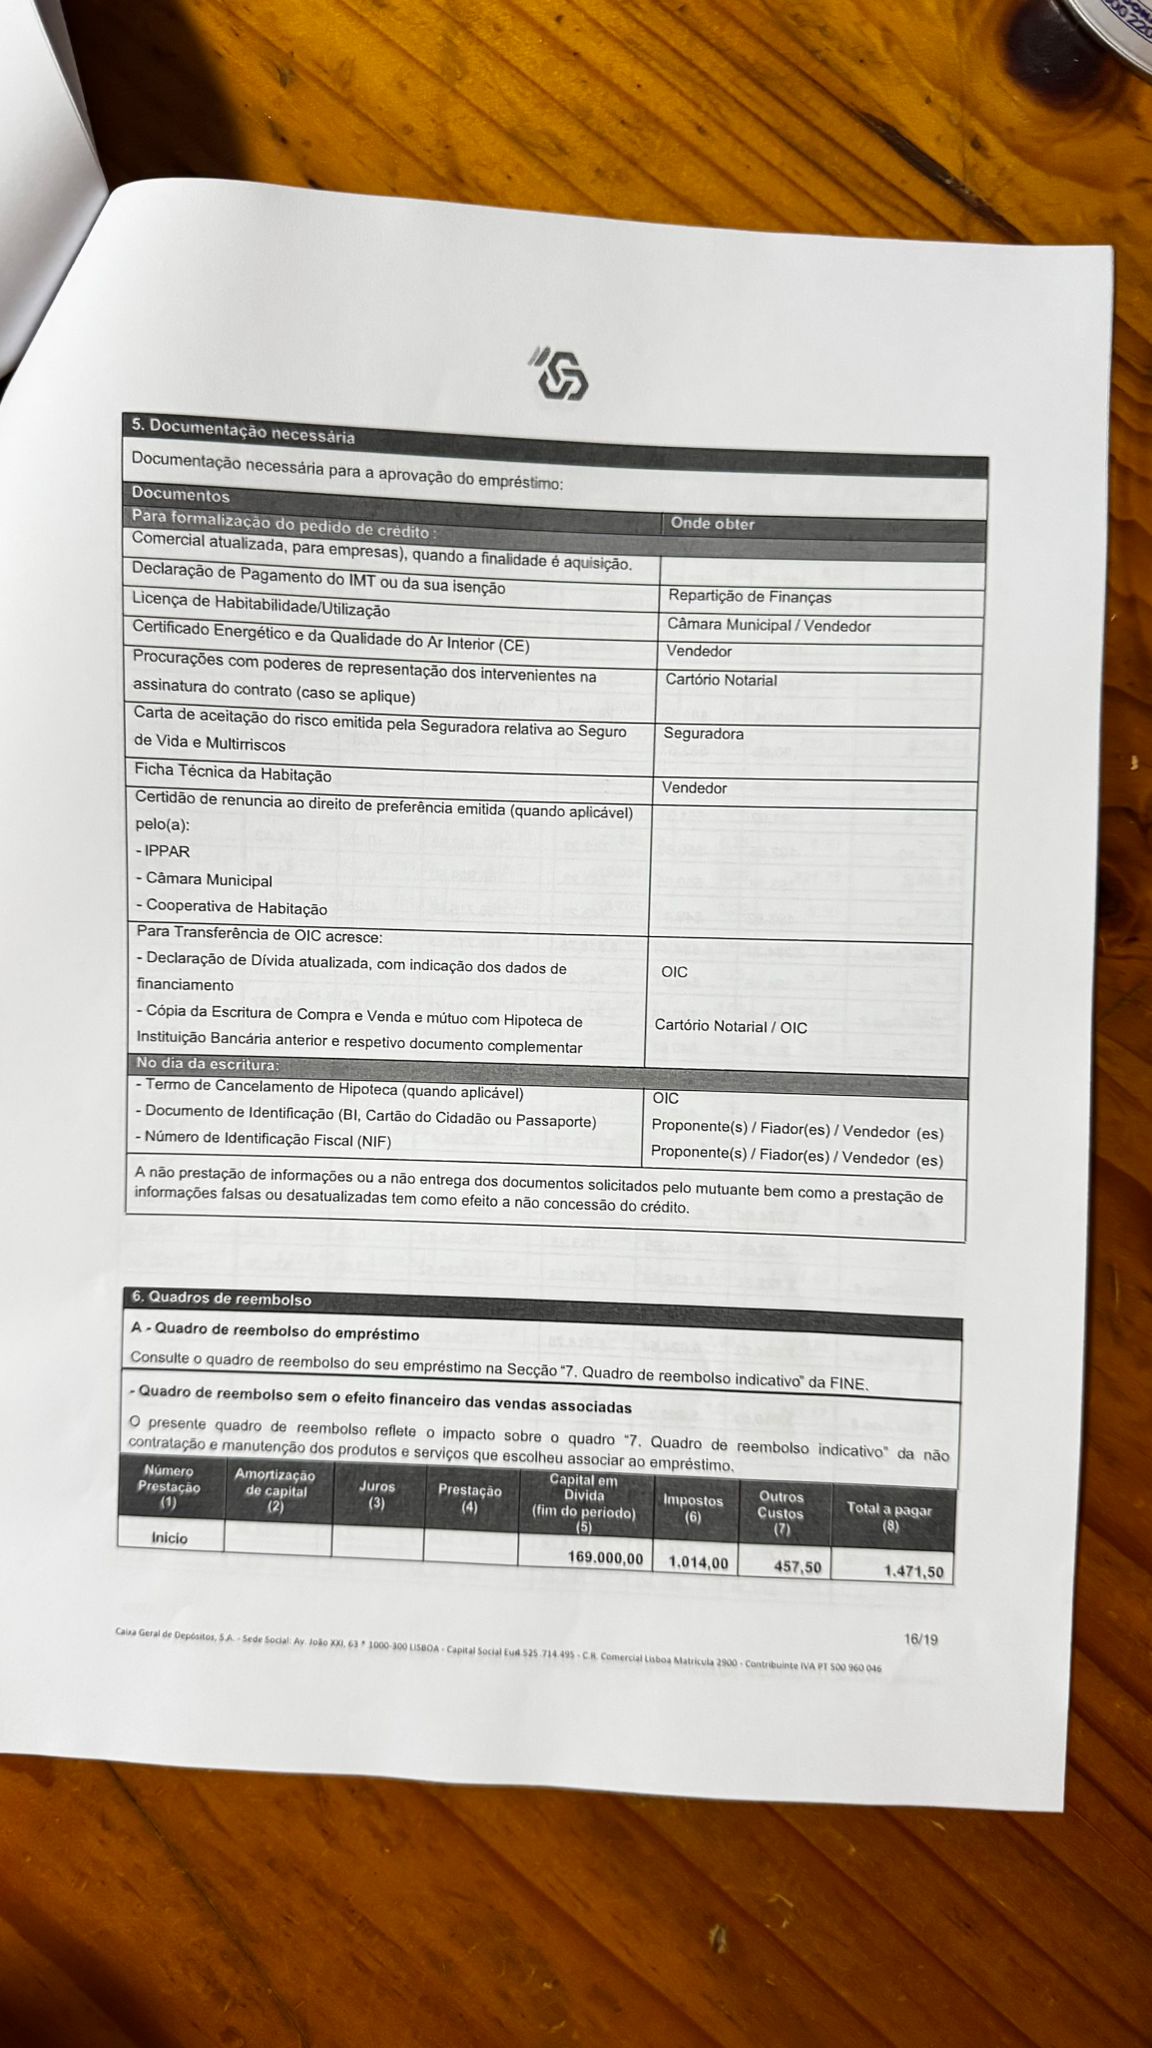 5. Documentação necessária
Documentação necessária para a aprovação do empréstimo:
Documentos
Onde obter
Para formalização do pedido de crédito :
Comercial atualizada, para empresas), quando a finalidade é aquisição.
Declaração de Pagamento do IMT ou da sua isenção
Repartição de Finanças
Licença de Habitabilidade/Utilização
Câmara Municipal / Vendedor
Certificado Energético e da Qualidade do Ar Interior (CE)
Vendedor
Procurações com poderes de representação dos intervenientes na
assinatura do contrato (caso se aplique)
Cartório Notarial
Carta de aceitação do risco emitida pela Seguradora relativa ao Seguro
de Vida e Multirriscos
Seguradora
Ficha Técnica da Habitação
Vendedor
Certidão de renuncia ao direito de preferência emitida (quando aplicável)
pelo(a):
- IPPAR
- Câmara Municipal
- Cooperativa de Habitação
Para Transferência de OIC acresce:
- Declaração de Dívida atualizada, com indicação dos dados de
financiamento
OIC
- Cópia da Escritura de Compra e Venda e mútuo com Hipoteca de
Instituição Bancária anterior e respetivo documento complementar
Cartório Notarial / OIC
No dia da escritura:
- Termo de Cancelamento de Hipoteca (quando aplicável)
OIC
- Documento de Identificação (BI, Cartão do Cidadão ou Passaporte)
Proponente(s) / Fiador(es) / Vendedor (es)
- Número de Identificação Fiscal (NIF)
Proponente(s) / Fiador(es) / Vendedor (es)
A não prestação de informações ou a não entrega dos documentos solicitados pelo mutuante bem como a prestação de
informações falsas ou desatualizadas tem como efeito a não concessão do crédito.
6. Quadros de reembolso
A - Quadro de reembolso do empréstimo
Consulte o quadro de reembolso do seu empréstimo na Secção "7. Quadro de reembolso indicativo" da FINE.
- Quadro de reembolso sem o efeito financeiro das vendas associadas
O presente quadro de reembolso reflete o impacto sobre o quadro "7. Quadro de reembolso indicativo" da não
contratação e manutenção dos produtos e serviços que escolheu associar ao empréstimo.
Número Prestação (1)
Amortização de capital (2)
Juros (3)
Prestação (4)
Capital em Dívida (fim do período) (5)
Impostos (6)
Outros Custos (7)
Total a pagar (8)
Inicio
169.000,00
1.014,00
457,50
1.471,50
16/19
Caixa Geral de Depósitos, S.A. - Sede Social: Av. João XXI, 63 * 1000-300 LISBOA - Capital Social Eur4.525.714.495 - C.R. Comercial Lisboa Matricula 2900 - Contribuinte IVA PT 500 960 046